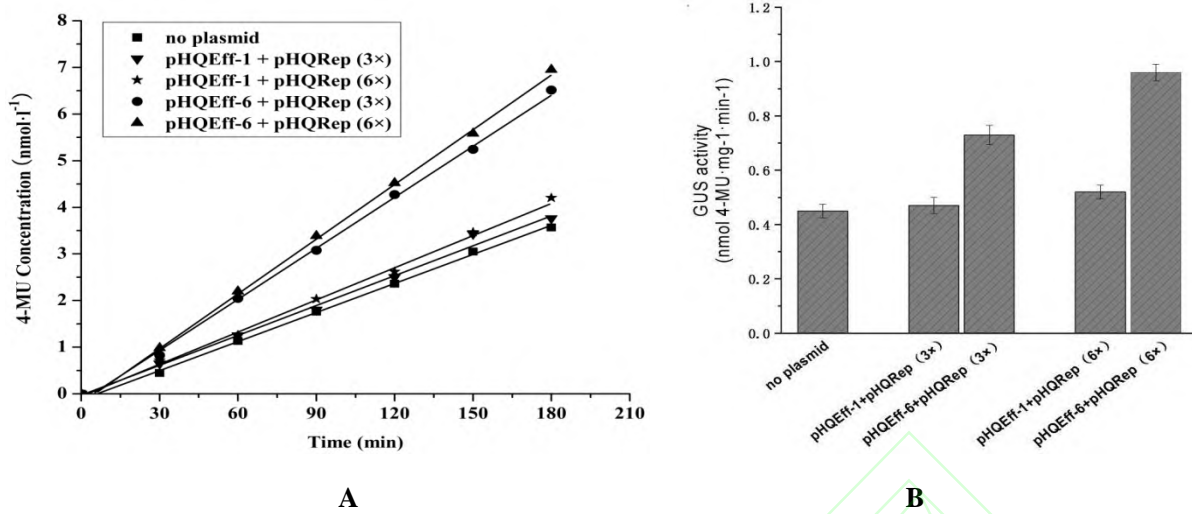 8
7
6
5
4
3
2
1
0
4-MU Concentration (nmol·l⁻¹)
no plasmid
pHQEff-1 + pHQRep (3×)
pHQEff-1 + pHQRep (6×)
pHQEff-6 + pHQRep (3×)
pHQEff-6 + pHQRep (6×)
0 30 60 90 120 150 180 210
Time (min)
A
1.2
1.0
0.8
0.6
0.4
0.2
0.0
GUS activity
(nmol 4-MU·mg-1·min-1)
no plasmid
pHQEff-1+pHQRep (3×)
pHQEff-6+pHQRep (3×)
pHQEff-1+pHQRep (6×)
pHQEff-6+pHQRep (6×)
B